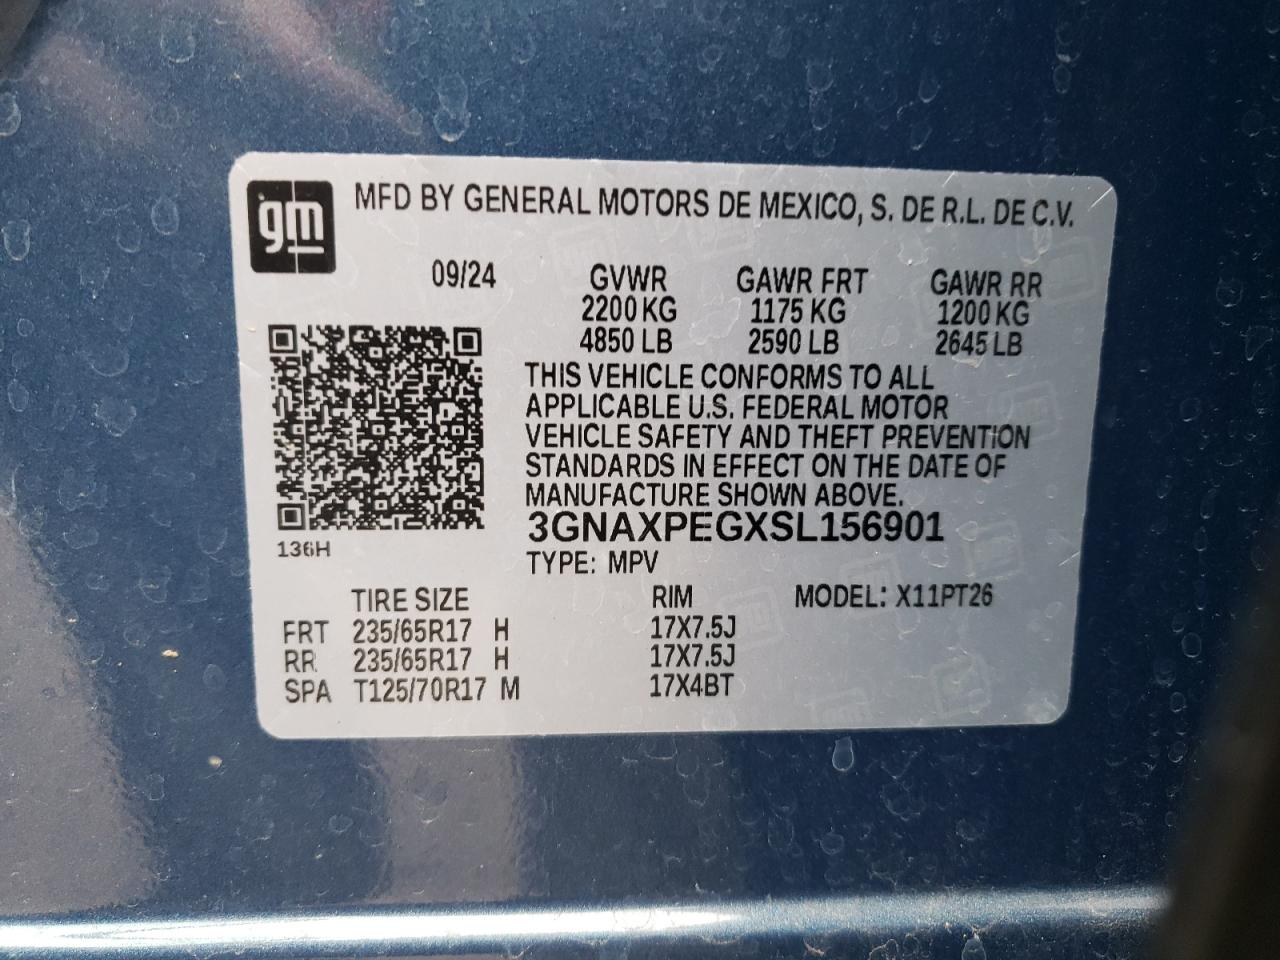 gm
MFD BY GENERAL MOTORS DE MEXICO, S. DE R.L. DE C.V.
09/24
GVWR GAWR FRT GAWR RR
2200 KG 1175 KG 1200 KG
4850 LB 2590 LB 2645 LB
THIS VEHICLE CONFORMS TO ALL
APPLICABLE U.S. FEDERAL MOTOR
VEHICLE SAFETY AND THEFT PREVENTION
STANDARDS IN EFFECT ON THE DATE OF
MANUFACTURE SHOWN ABOVE.
3GNAXPEGXSL156901
136H
TYPE: MPV
TIRE SIZE RIM MODEL: X11PT26
FRT 235/65R17 H 17X7.5J
RR 235/65R17 H 17X7.5J
SPA T125/70R17 M 17X4BT